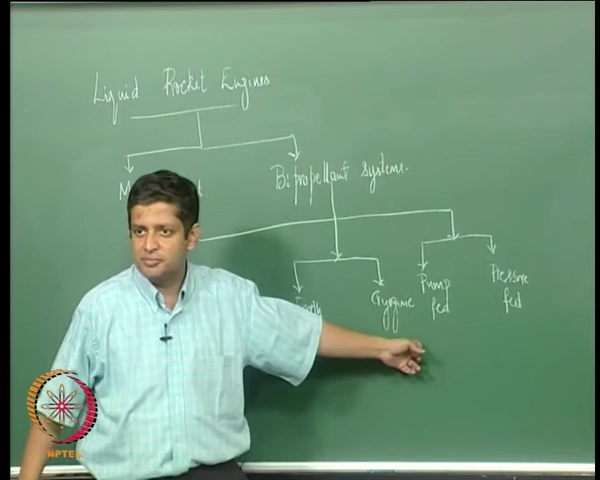 Liquid Rocket Engines
Bipropellant systems.
Earth Cryogenic Pump fed Pressure fed
NPTEL